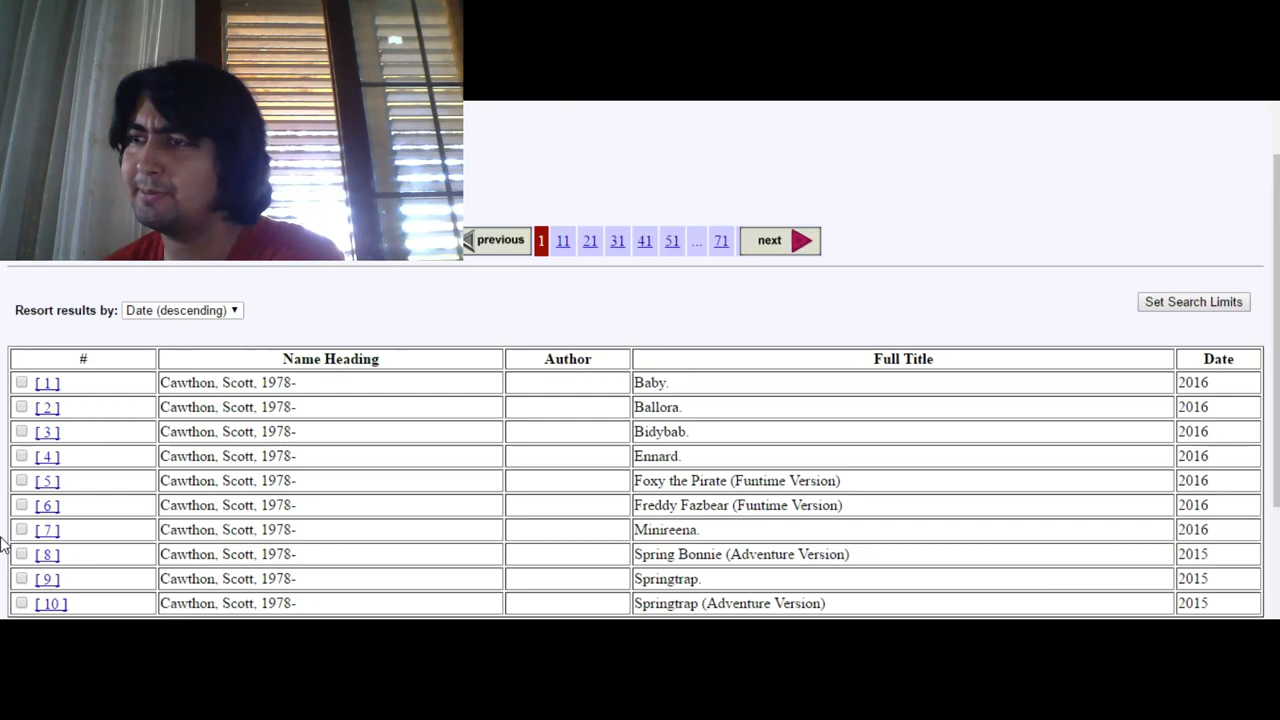 previous 1 11 21 31 41 51 ... 71 next
Resort results by: Date (descending) Set Search Limits
# Name Heading Author Full Title Date
[ 1 ] Cawthon, Scott, 1978- Baby. 2016
[ 2 ] Cawthon, Scott, 1978- Ballora. 2016
[ 3 ] Cawthon, Scott, 1978- Bidybab. 2016
[ 4 ] Cawthon, Scott, 1978- Ennard. 2016
[ 5 ] Cawthon, Scott, 1978- Foxy the Pirate (Funtime Version) 2016
[ 6 ] Cawthon, Scott, 1978- Freddy Fazbear (Funtime Version) 2016
[ 7 ] Cawthon, Scott, 1978- Minireena. 2016
[ 8 ] Cawthon, Scott, 1978- Spring Bonnie (Adventure Version) 2015
[ 9 ] Cawthon, Scott, 1978- Springtrap. 2015
[ 10 ] Cawthon, Scott, 1978- Springtrap (Adventure Version) 2015